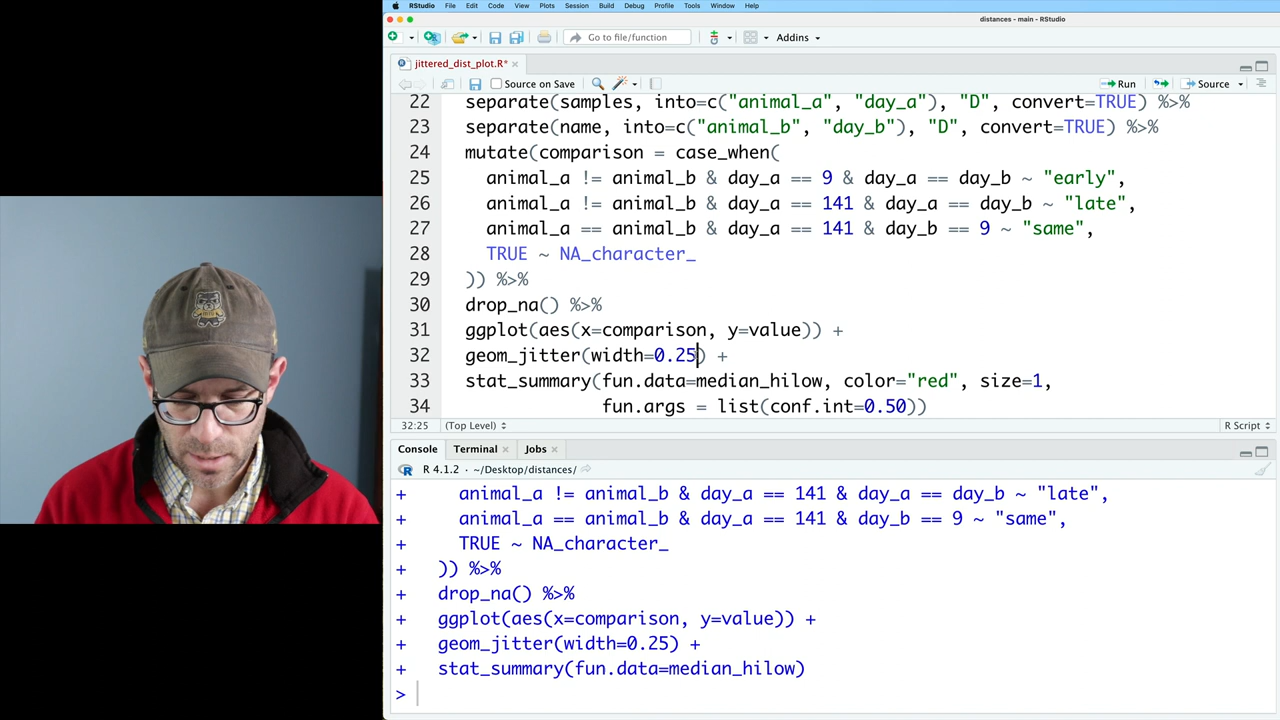 RStudio File Edit Code View Plots Session Build Debug Profile Tools Window Help
distances - main - RStudio
Go to file/function Addins
jittered_dist_plot.R*
Source on Save Run Source
22 separate(samples, into=c("animal_a", "day_a"), "D", convert=TRUE) %>%
23 separate(name, into=c("animal_b", "day_b"), "D", convert=TRUE) %>%
24 mutate(comparison = case_when(
25 animal_a != animal_b & day_a == 9 & day_a == day_b ~ "early",
26 animal_a != animal_b & day_a == 141 & day_a == day_b ~ "late",
27 animal_a == animal_b & day_a == 141 & day_b == 9 ~ "same",
28 TRUE ~ NA_character_
29 )) %>%
30 drop_na() %>%
31 ggplot(aes(x=comparison, y=value)) +
32 geom_jitter(width=0.25) +
33 stat_summary(fun.data=median_hilow, color="red", size=1,
34 fun.args = list(conf.int=0.50))
32:25 (Top Level) R Script
Console Terminal Jobs
R 4.1.2 · ~/Desktop/distances/
+ animal_a != animal_b & day_a == 141 & day_a == day_b ~ "late",
+ animal_a == animal_b & day_a == 141 & day_b == 9 ~ "same",
+ TRUE ~ NA_character_
+ )) %>%
+ drop_na() %>%
+ ggplot(aes(x=comparison, y=value)) +
+ geom_jitter(width=0.25) +
+ stat_summary(fun.data=median_hilow)
>